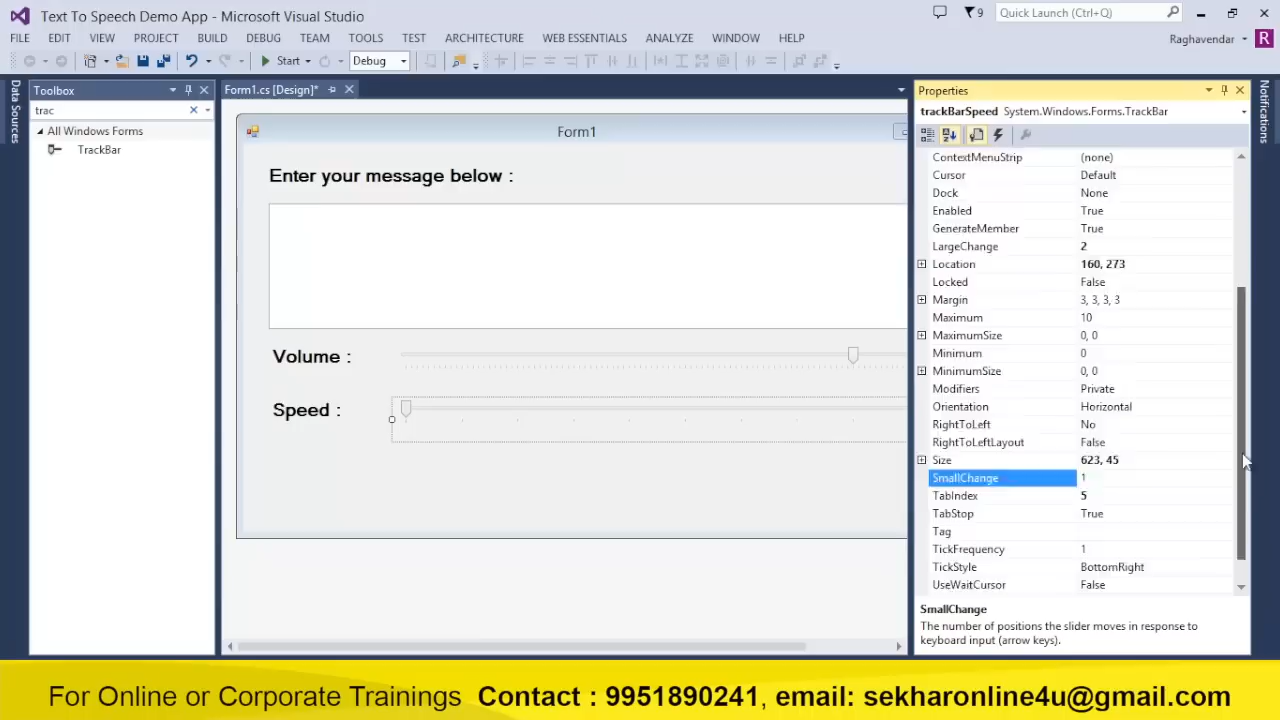 Text To Speech Demo App - Microsoft Visual Studio
9
Quick Launch (Ctrl+Q)
FILE EDIT VIEW PROJECT BUILD DEBUG TEAM TOOLS TEST ARCHITECTURE WEB ESSENTIALS ANALYZE WINDOW HELP
Raghavendar R
Start Debug
Data Sources
Toolbox
trac
All Windows Forms
TrackBar
Form1.cs [Design]*
Form1
Enter your message below :
Volume :
Speed :
Properties
trackBarSpeed System.Windows.Forms.TrackBar
ContextMenuStrip (none)
Cursor Default
Dock None
Enabled True
GenerateMember True
LargeChange 2
Location 160, 273
Locked False
Margin 3, 3, 3, 3
Maximum 10
MaximumSize 0, 0
Minimum 0
MinimumSize 0, 0
Modifiers Private
Orientation Horizontal
RightToLeft No
RightToLeftLayout False
Size 623, 45
SmallChange 1
TabIndex 5
TabStop True
Tag
TickFrequency 1
TickStyle BottomRight
UseWaitCursor False
SmallChange
The number of positions the slider moves in response to
keyboard input (arrow keys).
Notifications
For Online or Corporate Trainings Contact : 9951890241, email: sekharonline4u@gmail.com